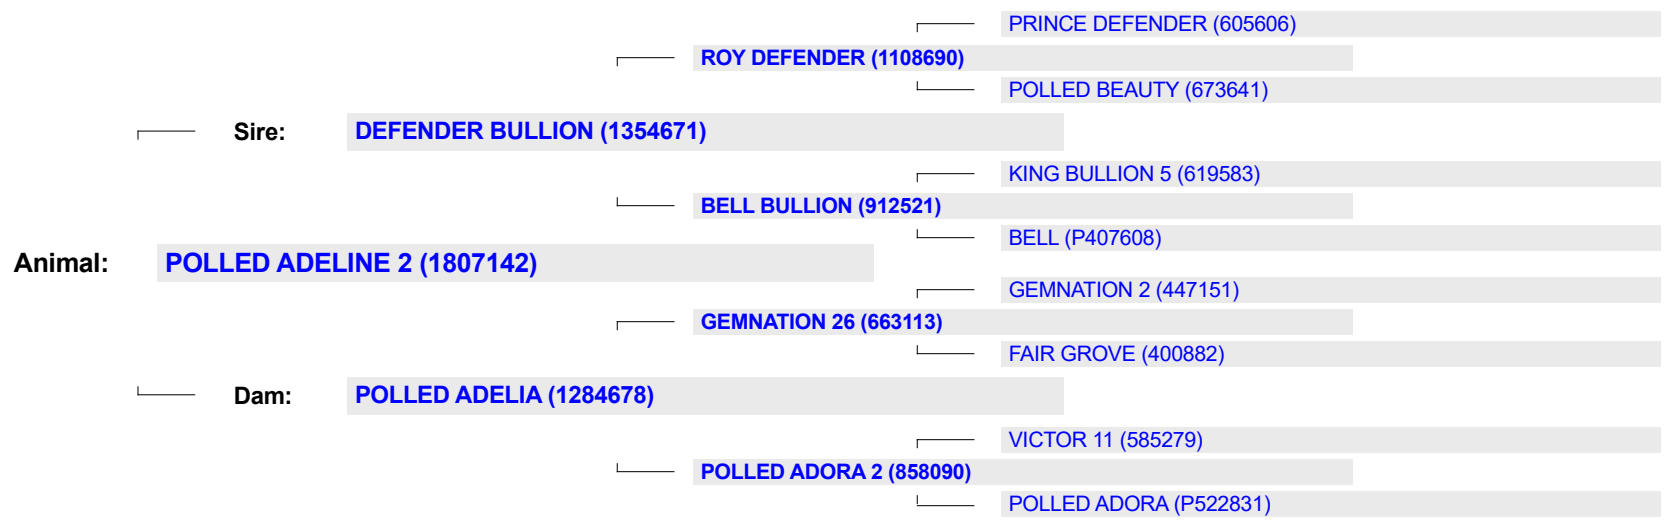 PRINCE DEFENDER (605606)
ROY DEFENDER (1108690)
POLLED BEAUTY (673641)
Sire: DEFENDER BULLION (1354671)
KING BULLION 5 (619583)
BELL BULLION (912521)
BELL (P407608)
Animal: POLLED ADELINE 2 (1807142)
GEMNATION 2 (447151)
GEMNATION 26 (663113)
FAIR GROVE (400882)
Dam: POLLED ADELIA (1284678)
VICTOR 11 (585279)
POLLED ADORA 2 (858090)
POLLED ADORA (P522831)